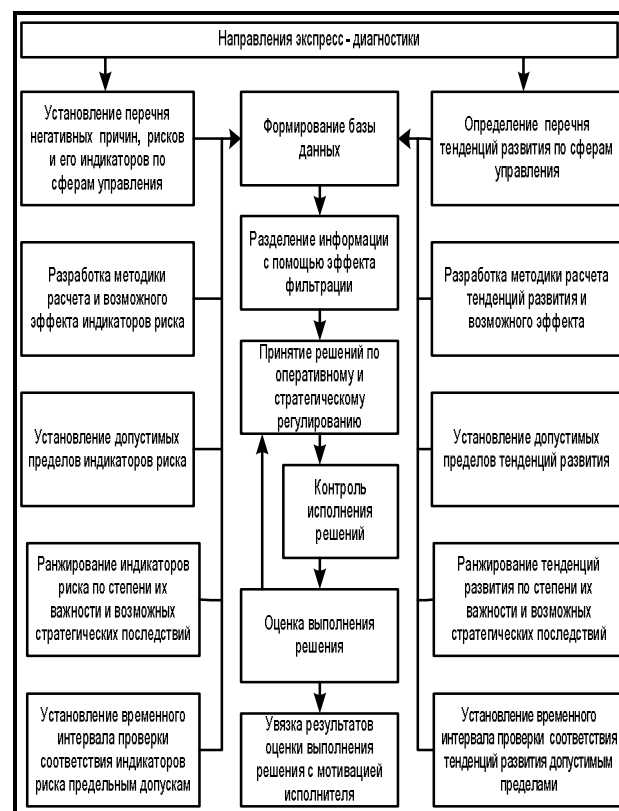 Направления экспресс - диагностики
Установление перечня
негативных причин, рисков
и его индикаторов по
сферам управления
Формирование базы
данных
Определение перечня
тенденций развития по сферам
управления
Разделение информации
с помощью эффекта
фильтрации
Разработка методики
расчета и возможного
эффекта индикаторов риска
Разработка методики расчета
тенденций развития и
возможного эффекта
Принятие решений по
оперативному и
стратегическому
регулированию
Установление допустимых
пределов индикаторов риска
Установление допустимых
пределов тенденций развития
Контроль
исполнения
решений
Ранжирование индикаторов
риска по степени их
важности и возможных
стратегических последствий
Ранжирование тенденций
развития по степени их
важности и возможных
стратегических последствий
Оценка выполнения
решения
Установление временного
интервала проверки
соответствия индикаторов
риска предельным допускам
Увязка результатов
оценки выполнения
решения с мотивацией
исполнителя
Установление временного
интервала проверки соответствия
тенденций развития допустимым
пределами